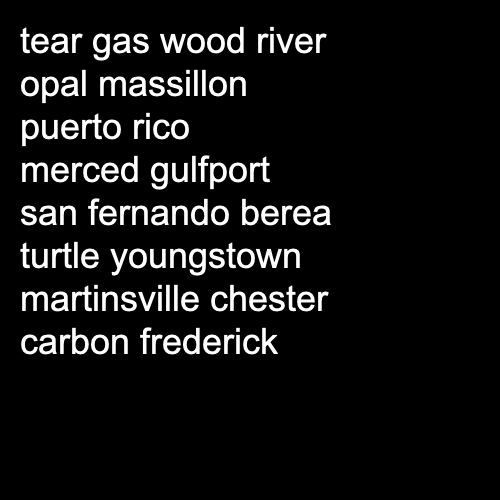 tear gas wood river
opal massillon
puerto rico
merced gulfport
san fernando berea
turtle youngstown
martinsville chester
carbon frederick